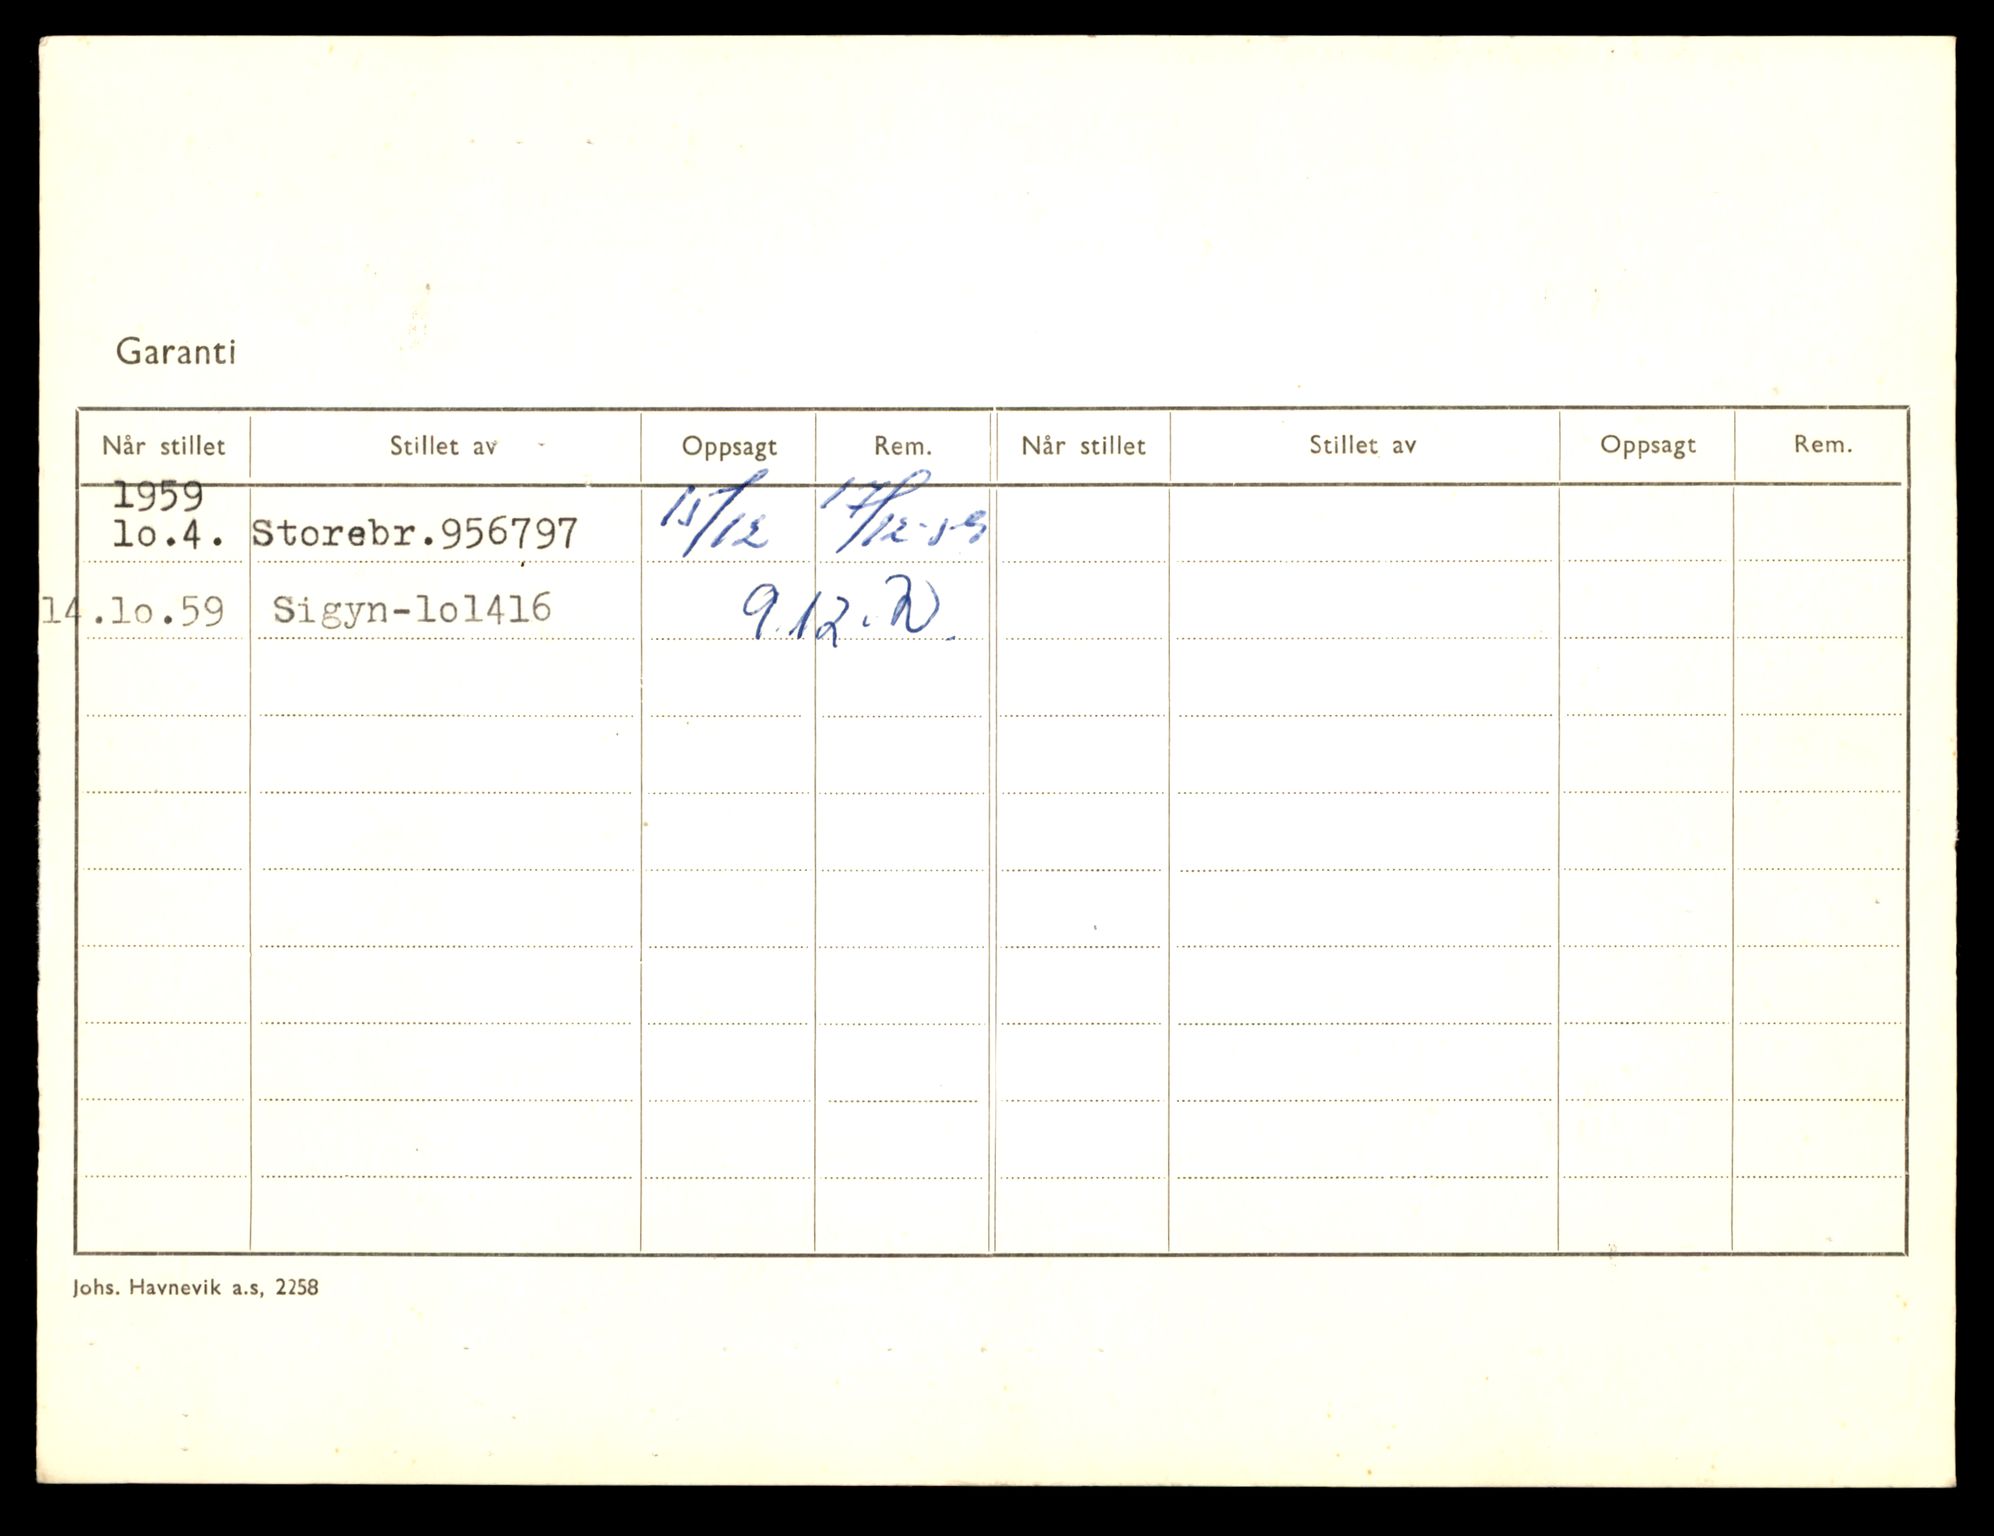 Garanti
Når stillet Stillet av Oppsagt Rem. Når stillet Stillet av Oppsagt Rem.
1959
lo.4. Storebr.956797 15/12 17/12-59
14.lo.59 Sigyn-lol416 9.12.
Johs. Havnevik a.s, 2258